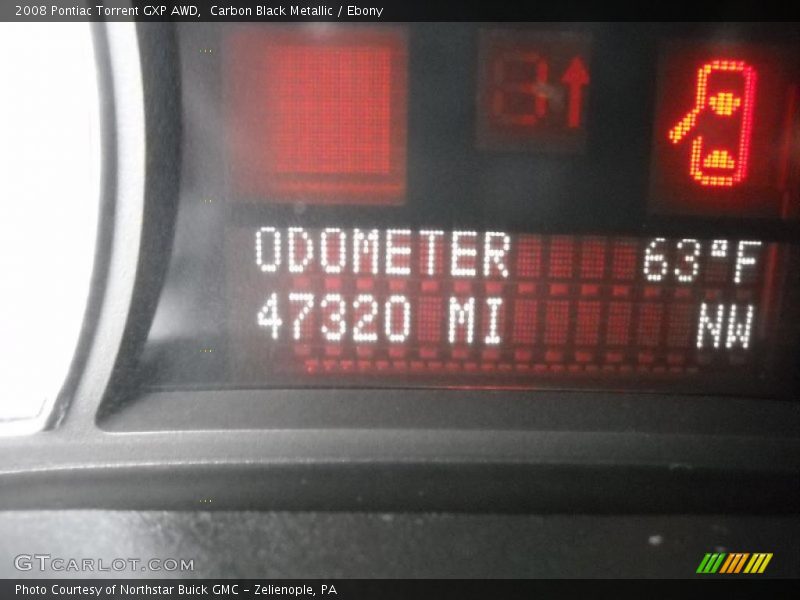 2008 Pontiac Torrent GXP AWD,  Carbon Black Metallic / Ebony
ODOMETER 63°F
47320 MI NW
GTCARLOT.COM
Photo Courtesy of Northstar Buick GMC - Zelienople, PA